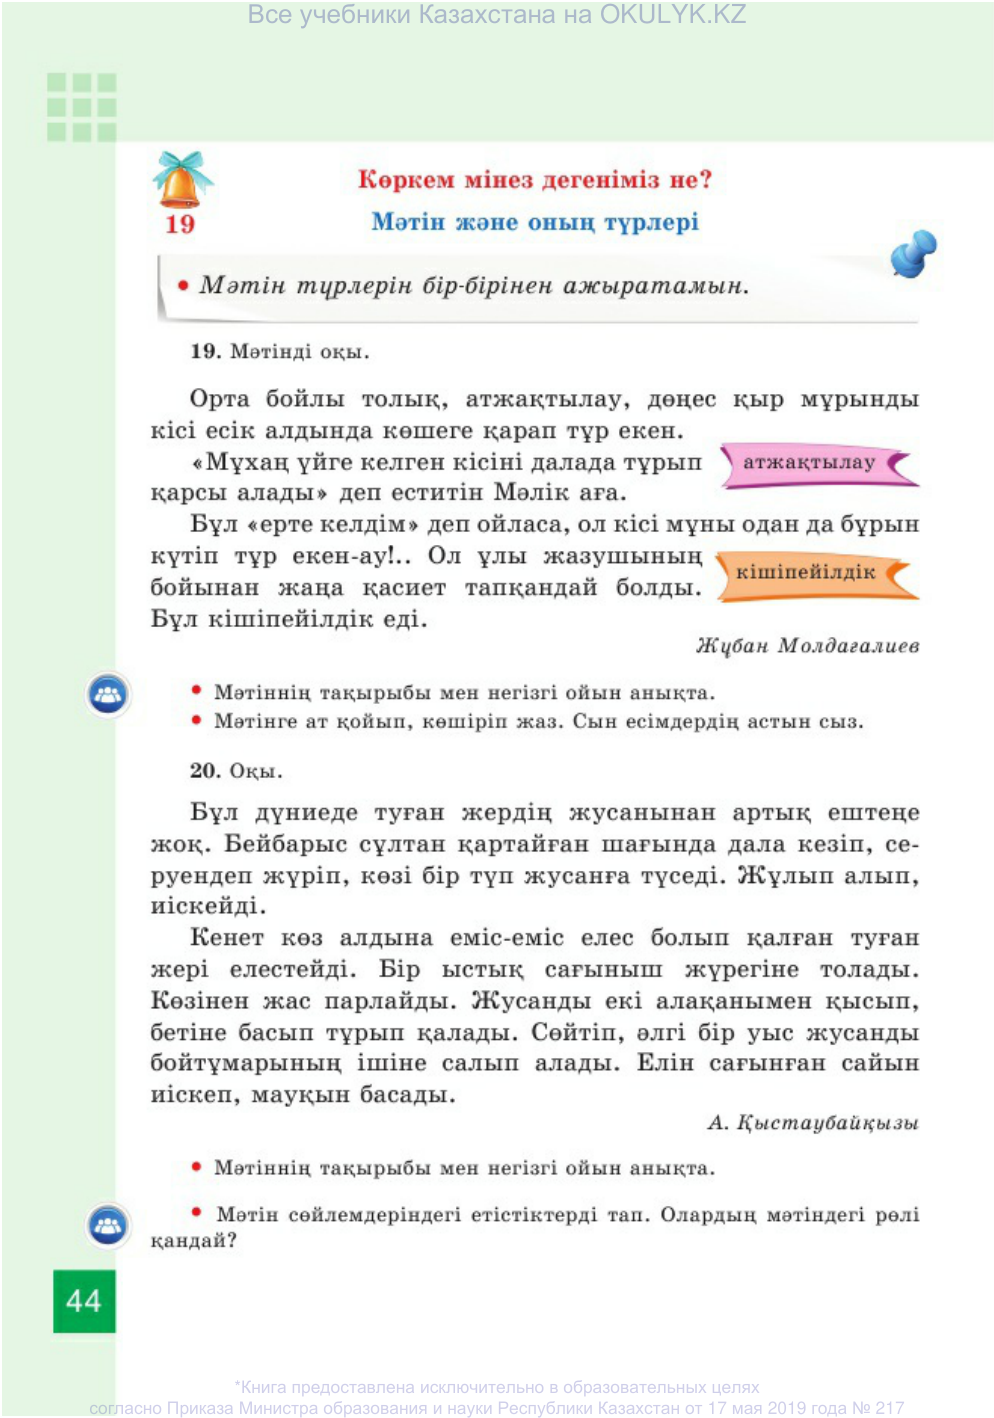 Все учебники Казахстана на OKULYK.KZ
19
Көркем мінез дегеніміз не?
Мәтін және оның түрлері
• Мәтін түрлерін бір-бірінен ажыратамын.
19. Мәтінді оқы.
Орта бойлы толық, атжақтылау, дөңес қыр мұрынды
кісі есік алдында көшеге қарап тұр екен.
«Мұхаң үйге келген кісіні далада тұрып
қарсы алады» деп еститін Мәлік аға.
атжақтылау
Бұл «ерте келдім» деп ойласа, ол кісі мұны одан да бұрын
күтіп тұр екен-ау!.. Ол ұлы жазушының
бойынан жаңа қасиет тапқандай болды.
Бұл кішіпейілдік еді.
кішіпейілдік
Жұбан Молдағалиев
• Мәтіннің тақырыбы мен негізгі ойын анықта.
• Мәтінге ат қойып, көшіріп жаз. Сын есімдердің астын сыз.
20. Оқы.
Бұл дүниеде туған жердің жусанынан артық ештеңе
жоқ. Бейбарыс сұлтан қартайған шағында дала кезіп, се-
руендеп жүріп, көзі бір түп жусанға түседі. Жұлып алып,
иіскейді.
Кенет көз алдына еміс-еміс елес болып қалған туған
жері елестейді. Бір ыстық сағыныш жүрегіне толады.
Көзінен жас парлайды. Жусанды екі алақанымен қысып,
бетіне басып тұрып қалады. Сөйтіп, әлгі бір уыс жусанды
бойтұмарының ішіне салып алады. Елін сағынған сайын
иіскеп, мауқын басады.
А. Қыстаубайқызы
• Мәтіннің тақырыбы мен негізгі ойын анықта.
• Мәтін сөйлемдеріндегі етістіктерді тап. Олардың мәтіндегі рөлі
қандай?
44
*Книга предоставлена исключительно в образовательных целях
согласно Приказа Министра образования и науки Республики Казахстан от 17 мая 2019 года № 217